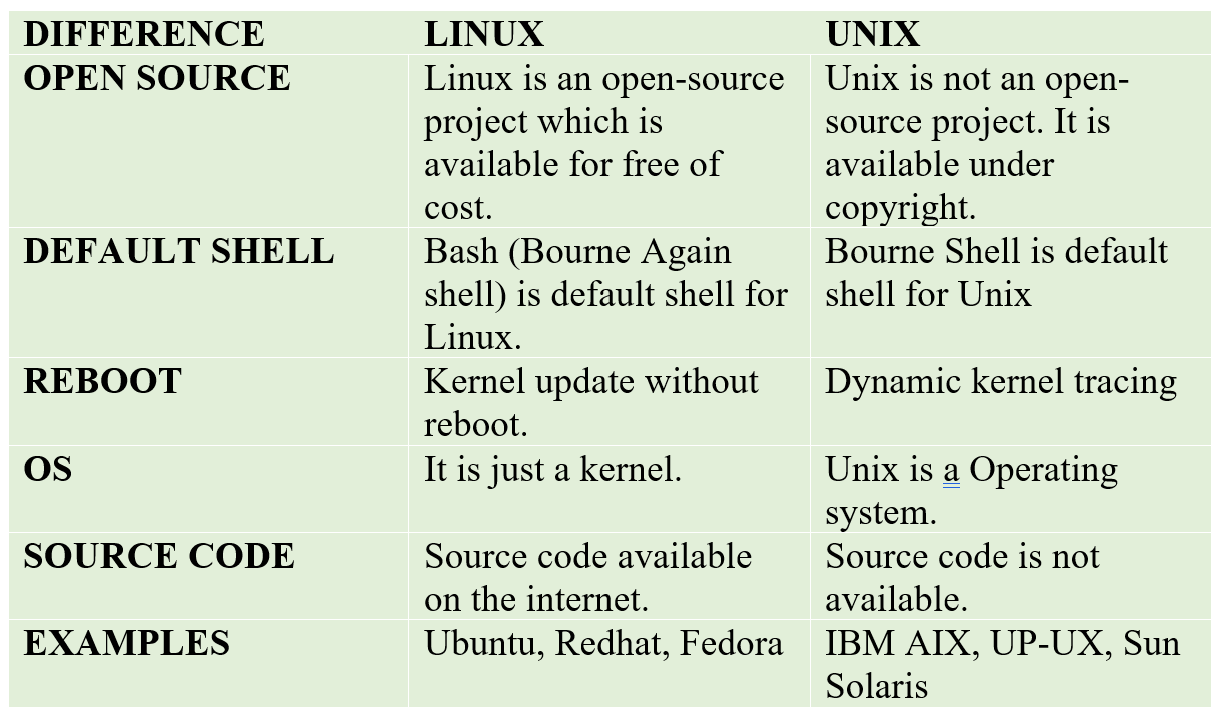 DIFFERENCE LINUX UNIX
OPEN SOURCE
Linux is an open-source
project which is
available for free of
cost.
Unix is not an open-
source project. It is
available under
copyright.
DEFAULT SHELL
Bash (Bourne Again
shell) is default shell for
Linux.
Bourne Shell is default
shell for Unix
REBOOT
Kernel update without
reboot.
Dynamic kernel tracing
OS
It is just a kernel.
Unix is a Operating
system.
SOURCE CODE
Source code available
on the internet.
Source code is not
available.
EXAMPLES
Ubuntu, Redhat, Fedora
IBM AIX, UP-UX, Sun
Solaris